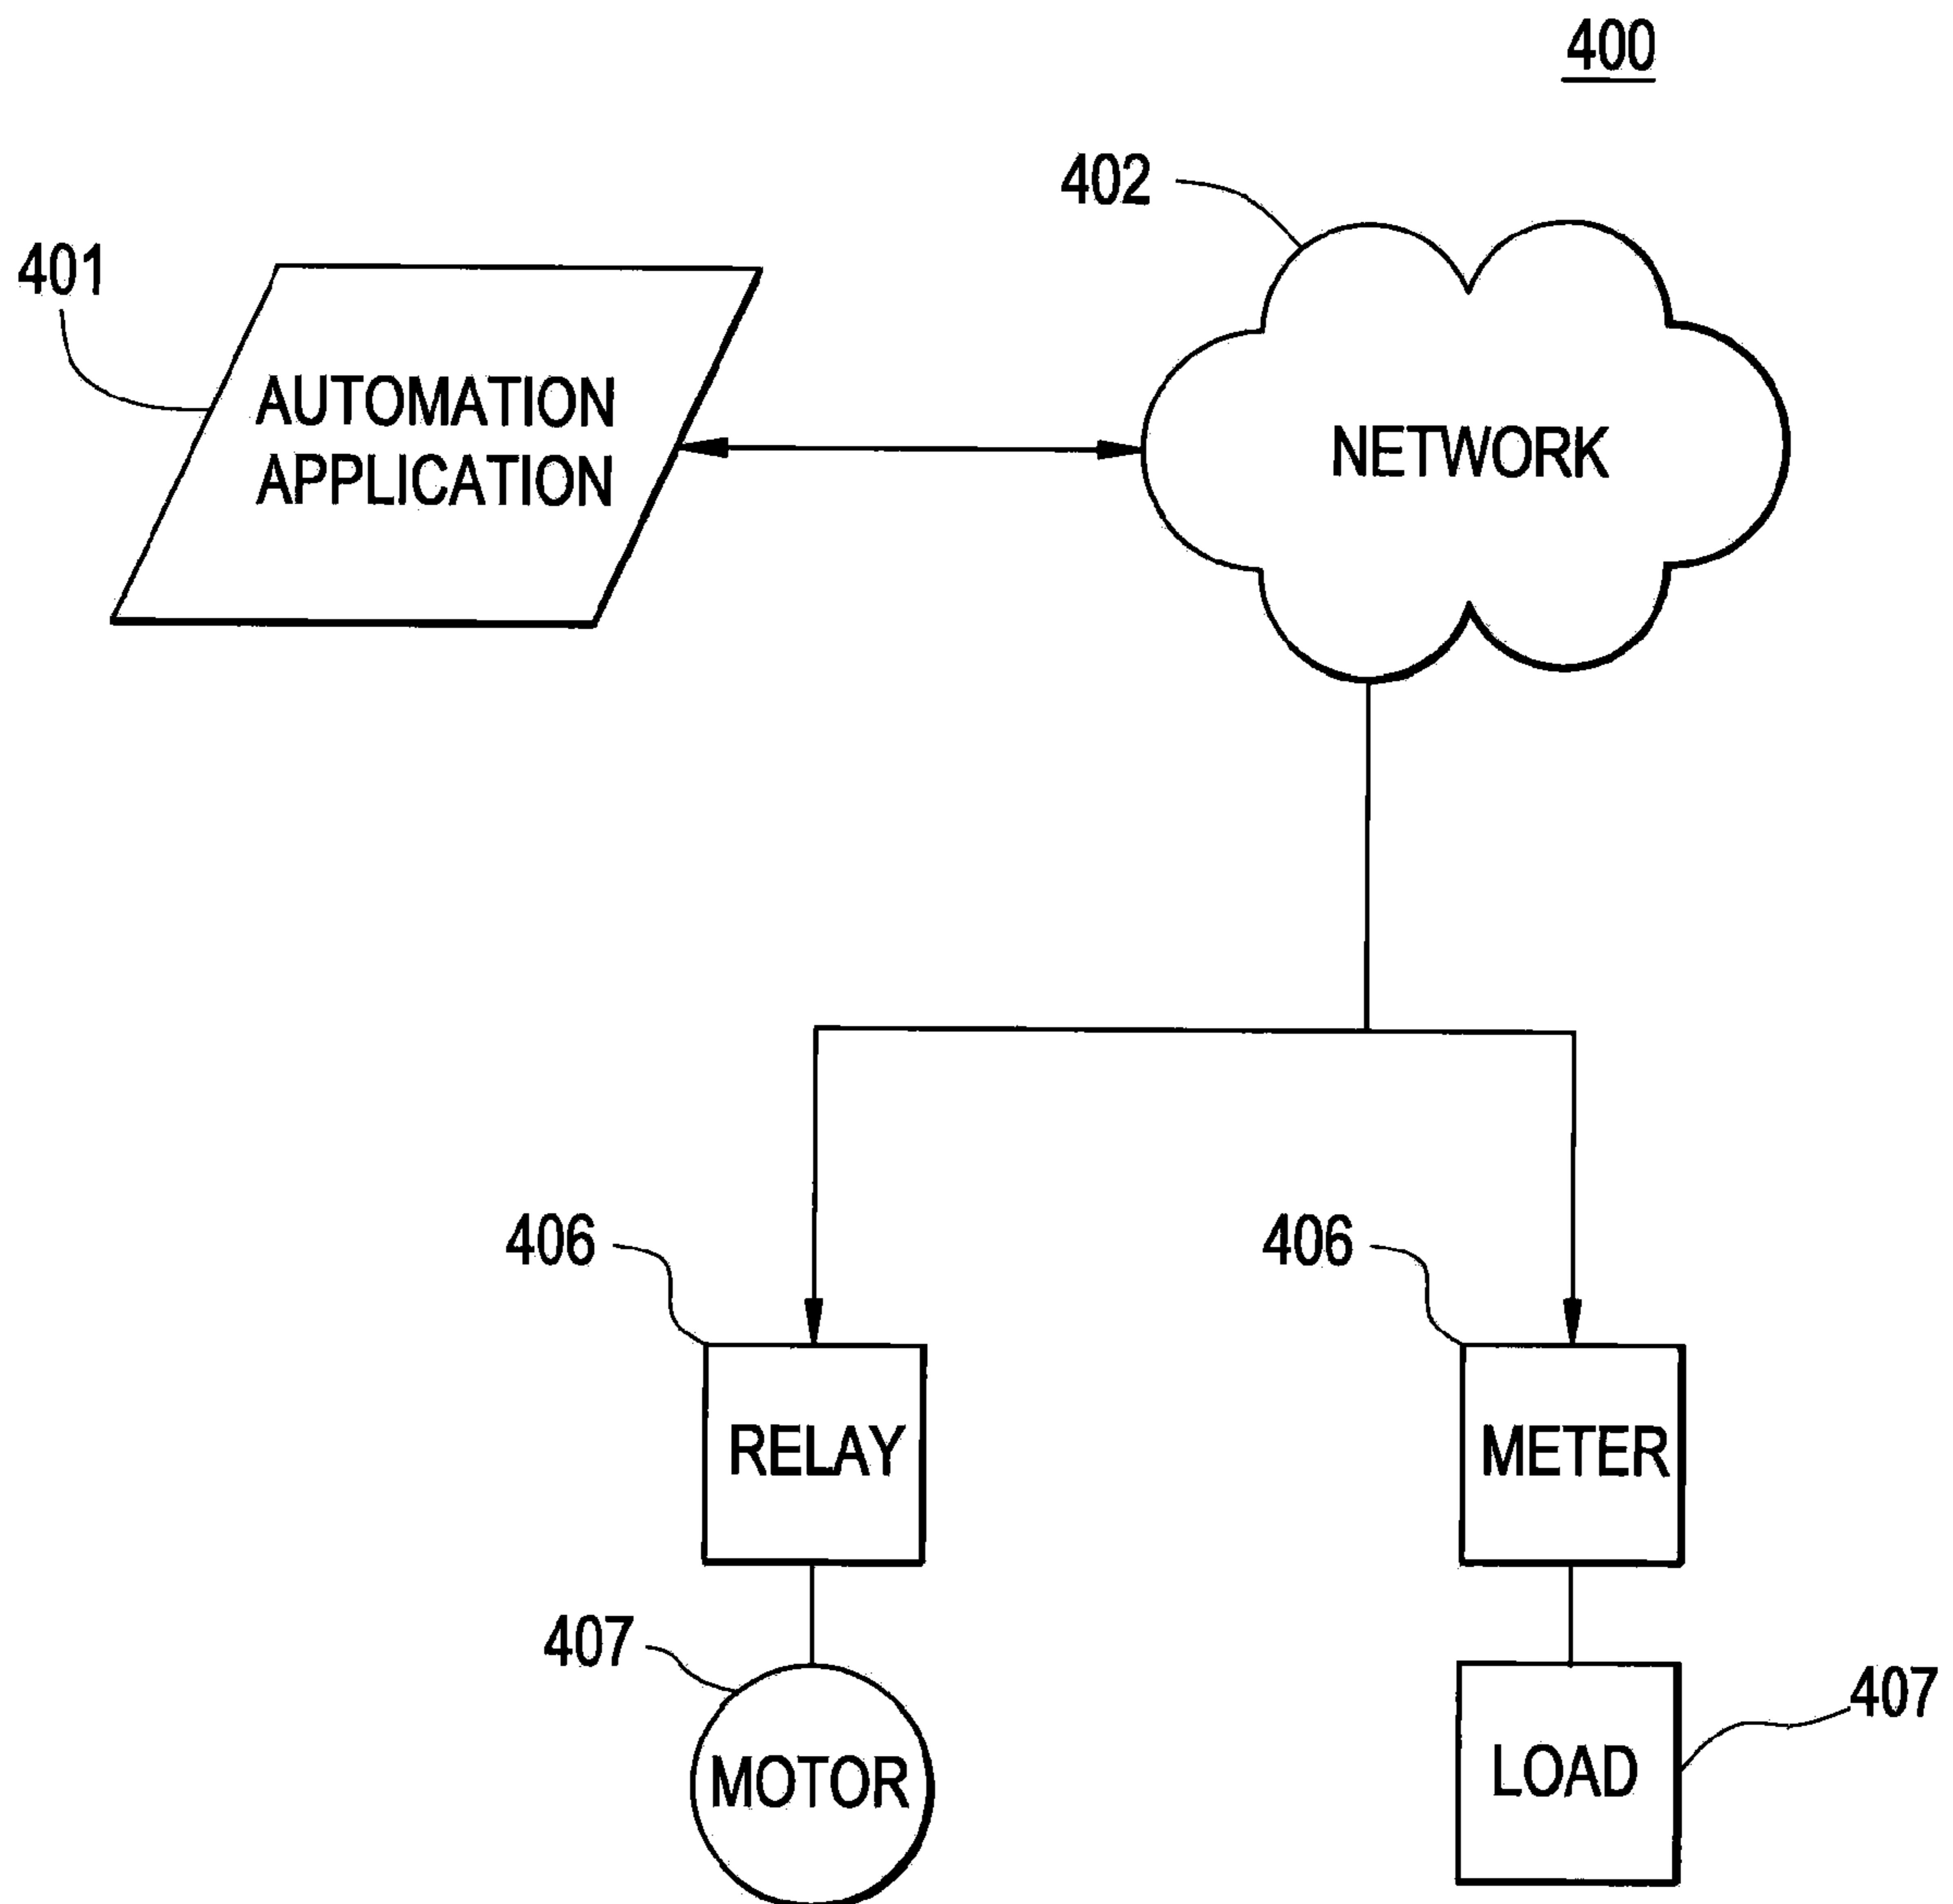 400
402
401
AUTOMATION
APPLICATION
NETWORK
406
406
RELAY
METER
407
407
MOTOR
LOAD